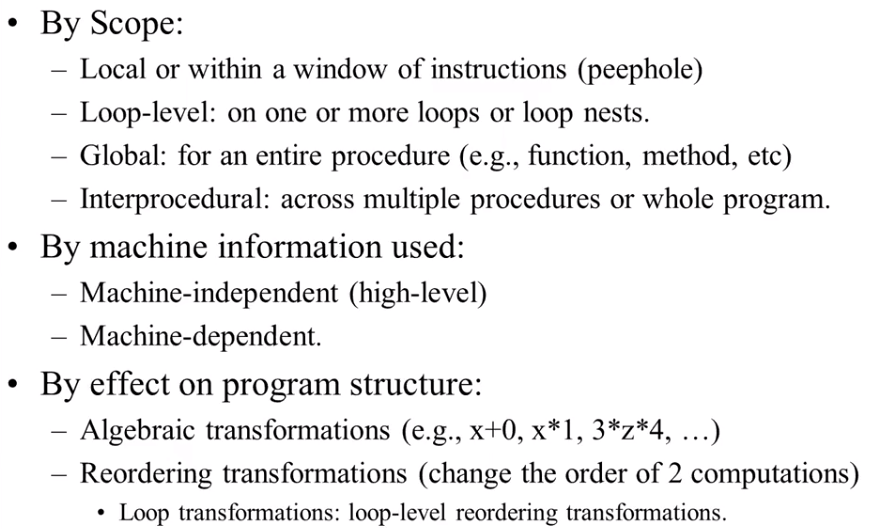 • By Scope:
– Local or within a window of instructions (peephole)
– Loop-level: on one or more loops or loop nests.
– Global: for an entire procedure (e.g., function, method, etc)
– Interprocedural: across multiple procedures or whole program.
• By machine information used:
– Machine-independent (high-level)
– Machine-dependent.
• By effect on program structure:
– Algebraic transformations (e.g., x+0, x*1, 3*z*4, …)
– Reordering transformations (change the order of 2 computations)
• Loop transformations: loop-level reordering transformations.